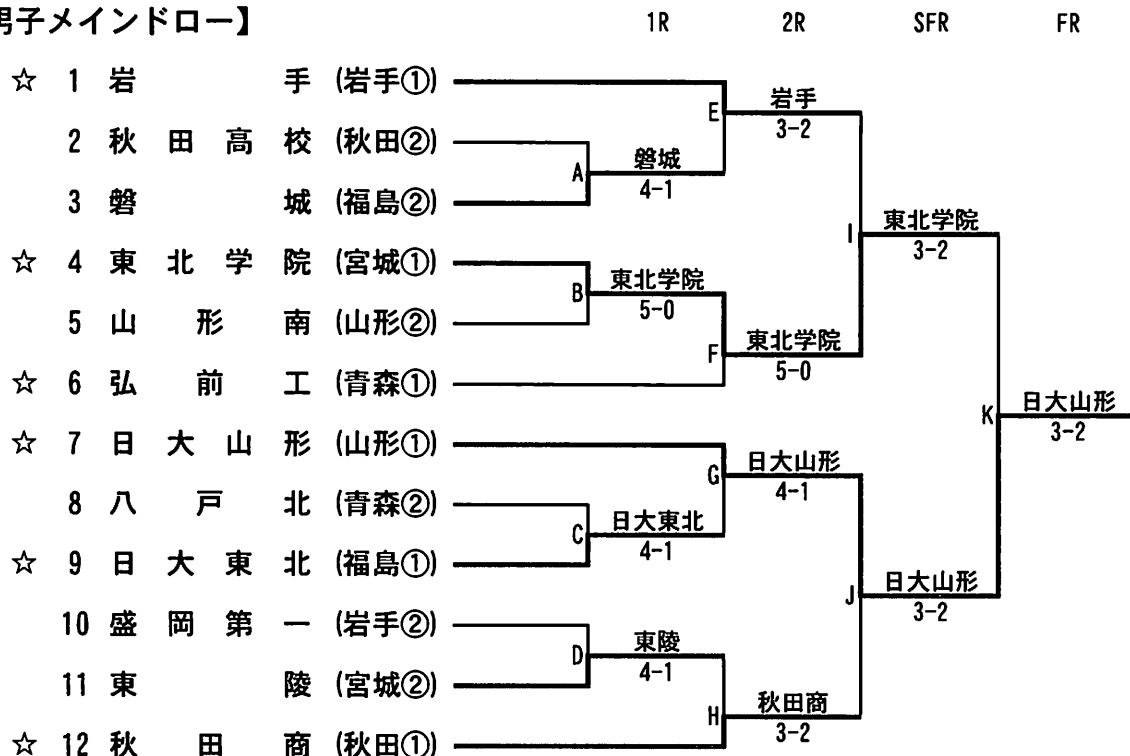 男子メインドロー】
1R 2R SFR FR
☆ 1 岩手 (岩手①)
岩手
E
3-2
2 秋田高校 (秋田②)
磐城
A
4-1
3 磐城 (福島②)
東北学院
I
3-2
☆ 4 東北学院 (宮城①)
東北学院
B
5-0
5 山形南 (山形②)
東北学院
F
5-0
☆ 6 弘前工 (青森①)
日大山形
K
3-2
☆ 7 日大山形 (山形①)
日大山形
G
4-1
8 八戸北 (青森②)
日大東北
C
4-1
☆ 9 日大東北 (福島①)
日大山形
J
3-2
10 盛岡第一 (岩手②)
東陵
D
4-1
11 東陵 (宮城②)
秋田商
H
3-2
☆ 12 秋田商 (秋田①)